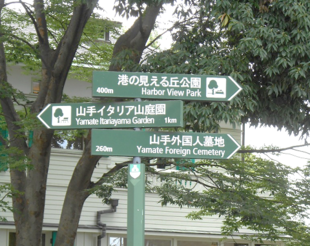 港の見える丘公園
400m Harbor View Park
山手イタリア山庭園
Yamate Itariayama Garden 1km
山手外国人墓地
260m Yamate Foreign Cemetery